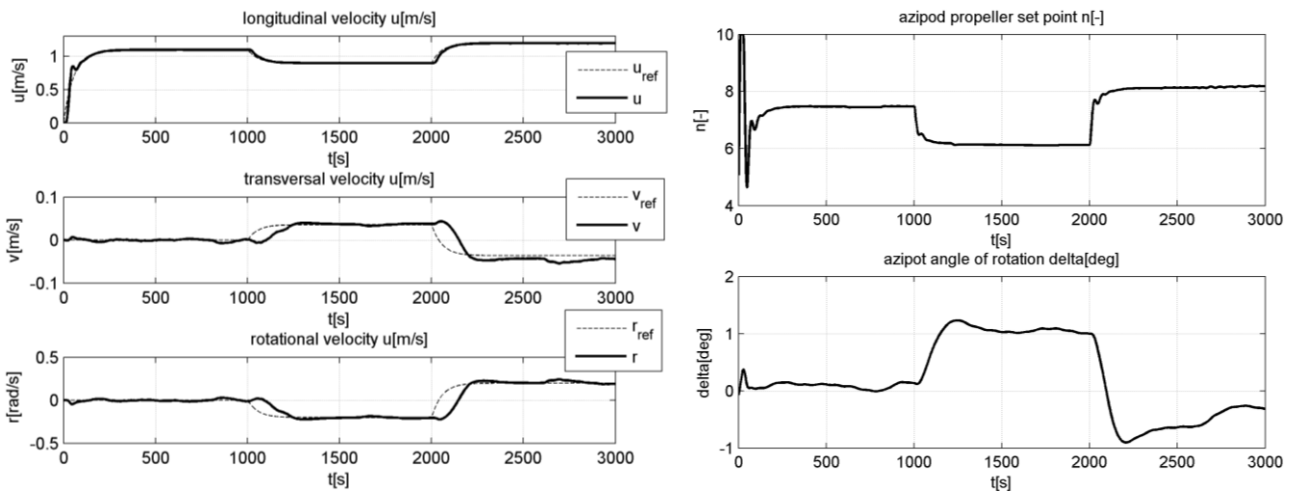 longitudinal velocity u[m/s]
u[m/s]
1
0.5
0
0 500 1000 1500 2000 2500 3000
t[s]
u_ref
u
transversal velocity u[m/s]
v[m/s]
0.1
0
-0.1
0 500 1000 1500 2000 2500 3000
t[s]
v_ref
v
rotational velocity u[m/s]
r[rad/s]
0.5
0
-0.5
0 500 1000 1500 2000 2500 3000
t[s]
r_ref
r
azipod propeller set point n[-]
n[-]
10
8
6
4
0 500 1000 1500 2000 2500 3000
t[s]
azipot angle of rotation delta[deg]
delta[deg]
2
1
0
-1
0 500 1000 1500 2000 2500 3000
t[s]